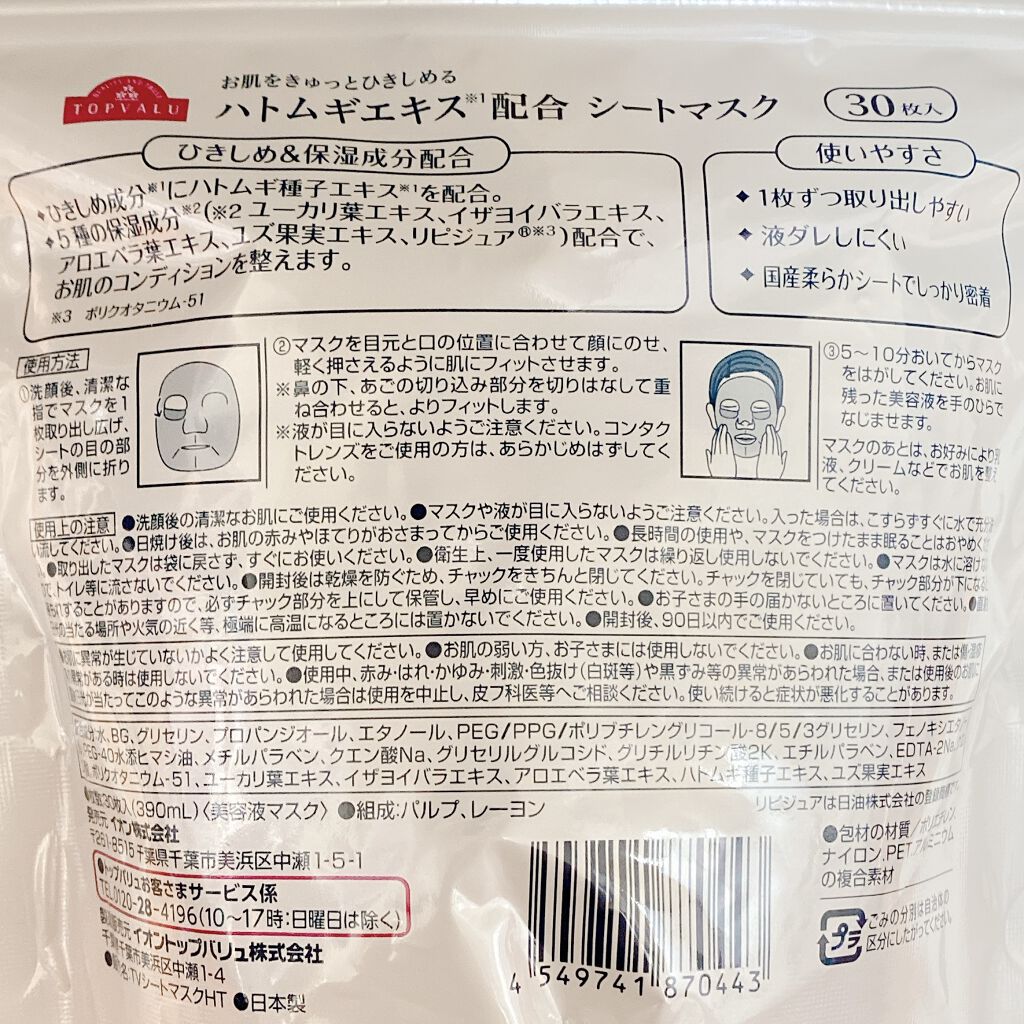 QUALITY AND TRUST
TOPVALU
お肌をきゅっとひきしめる
ハトムギエキス※1配合 シートマスク
30枚入
ひきしめ&保湿成分配合
◆ひきしめ成分※1にハトムギ種子エキス※1を配合。
◆5種の保湿成分※2(※2 ユーカリ葉エキス、イザヨイバラエキス、
アロエベラ葉エキス、ユズ果実エキス、リピジュア®※3)配合で、
お肌のコンディションを整えます。
※3 ポリクオタニウム-51
使いやすさ
◆1枚ずつ取り出しやすい
◆液ダレしにくい
◆国産柔らかシートでしっかり密着
使用方法
①洗顔後、清潔な
指でマスクを1
枚取り出し広げ、
シートの目の部
分を外側に折り
ます。
②マスクを目元と口の位置に合わせて顔にのせ、
軽く押さえるように肌にフィットさせます。
※鼻の下、あごの切り込み部分を切りはなして重
ね合わせると、よりフィットします。
※液が目に入らないようご注意ください。コンタク
トレンズをご使用の方は、あらかじめはずしてく
ださい。
③5〜10分おいてからマスク
をはがしてください。お肌に
残った美容液を手のひらで
なじませます。
マスクのあとは、お好みにより乳
液、クリームなどでお肌を整え
てください。
使用上の注意 ●洗顔後の清潔なお肌にご使用ください。●マスクや液が目に入らないようご注意ください。入った場合は、こすらずすぐに水で充分
い流してください。●日焼け後は、お肌の赤みやほてりがおさまってからご使用ください。●長時間の使用や、マスクをつけたまま眠ることはおやめくだ
●取り出したマスクは袋に戻さず、すぐにお使いください。●衛生上、一度使用したマスクは繰り返し使用しないでください。●マスクは水に溶け
で、トイレ等に流さないでください。●開封後は乾燥を防ぐため、チャックをきちんと閉じてください。チャックを閉じていても、チャック部分が下になる
することがありますので、必ずチャック部分を上にして保管し、早めにご使用ください。●お子さまの手の届かないところに置いてください。●
の当たる場所や火気の近く等、極端に高温になるところには置かないでください。●開封後、90日以内でご使用ください。
お肌に異常が生じていないかよく注意して使用してください。●お肌の弱い方、お子さまには使用しないでください。●お肌に合わない時、または
がある時は使用しないでください。●使用中、赤み・はれ・かゆみ・刺激・色抜け(白斑等)や黒ずみ等の異常があらわれた場合、または使用後のお肌に
が当たってこのような異常があらわれた場合は使用を中止し、皮フ科医等へご相談ください。使い続けると症状が悪化することがあります。
水、BG、グリセリン、プロパンジオール、エタノール、PEG/PPG/ポリブチレングリコール-8/5/3グリセリン、フェノキシエタノ
PEG-40水添ヒマシ油、メチルパラベン、クエン酸Na、グリセリルグルコシド、グリチルリチン酸2K、エチルパラベン、EDTA-2Na、
ポリクオタニウム-51、ユーカリ葉エキス、イザヨイバラエキス、アロエベラ葉エキス、ハトムギ種子エキス、ユズ果実エキス
30枚入(390mL)〈美容液マスク〉 ●組成:パルプ、レーヨン
リピジュアは日油株式会社の登録商標
発売元 イオン株式会社
〒261-8515 千葉県千葉市美浜区中瀬1-5-1
●トップバリュお客さまサービス係
TEL0120-28-4196(10〜17時:日曜日は除く)
製造販売元 イオントップバリュ株式会社
千葉県千葉市美浜区中瀬1-4
●販名:TVシートマスクHT ●日本製
●包材の材質/ポリエチレン、
ナイロン、PET、アルミニウム
の複合素材
プラ
ごみの分別は自治体の
区分にしたがってください。
4 549741 870443